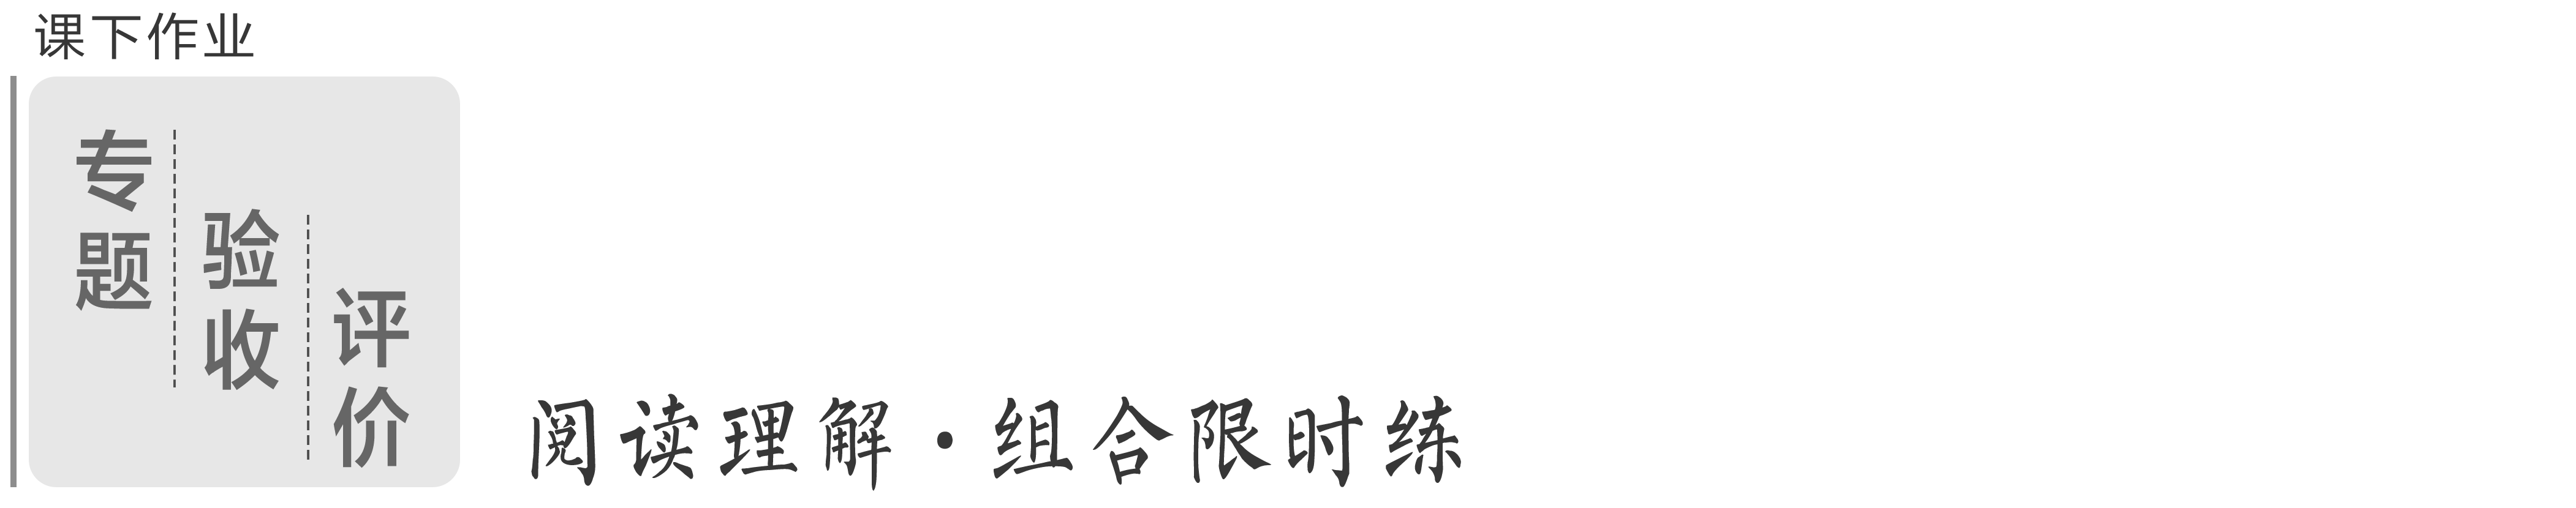 课下作业
专题
验收
评价
阅读理解·组合限时练